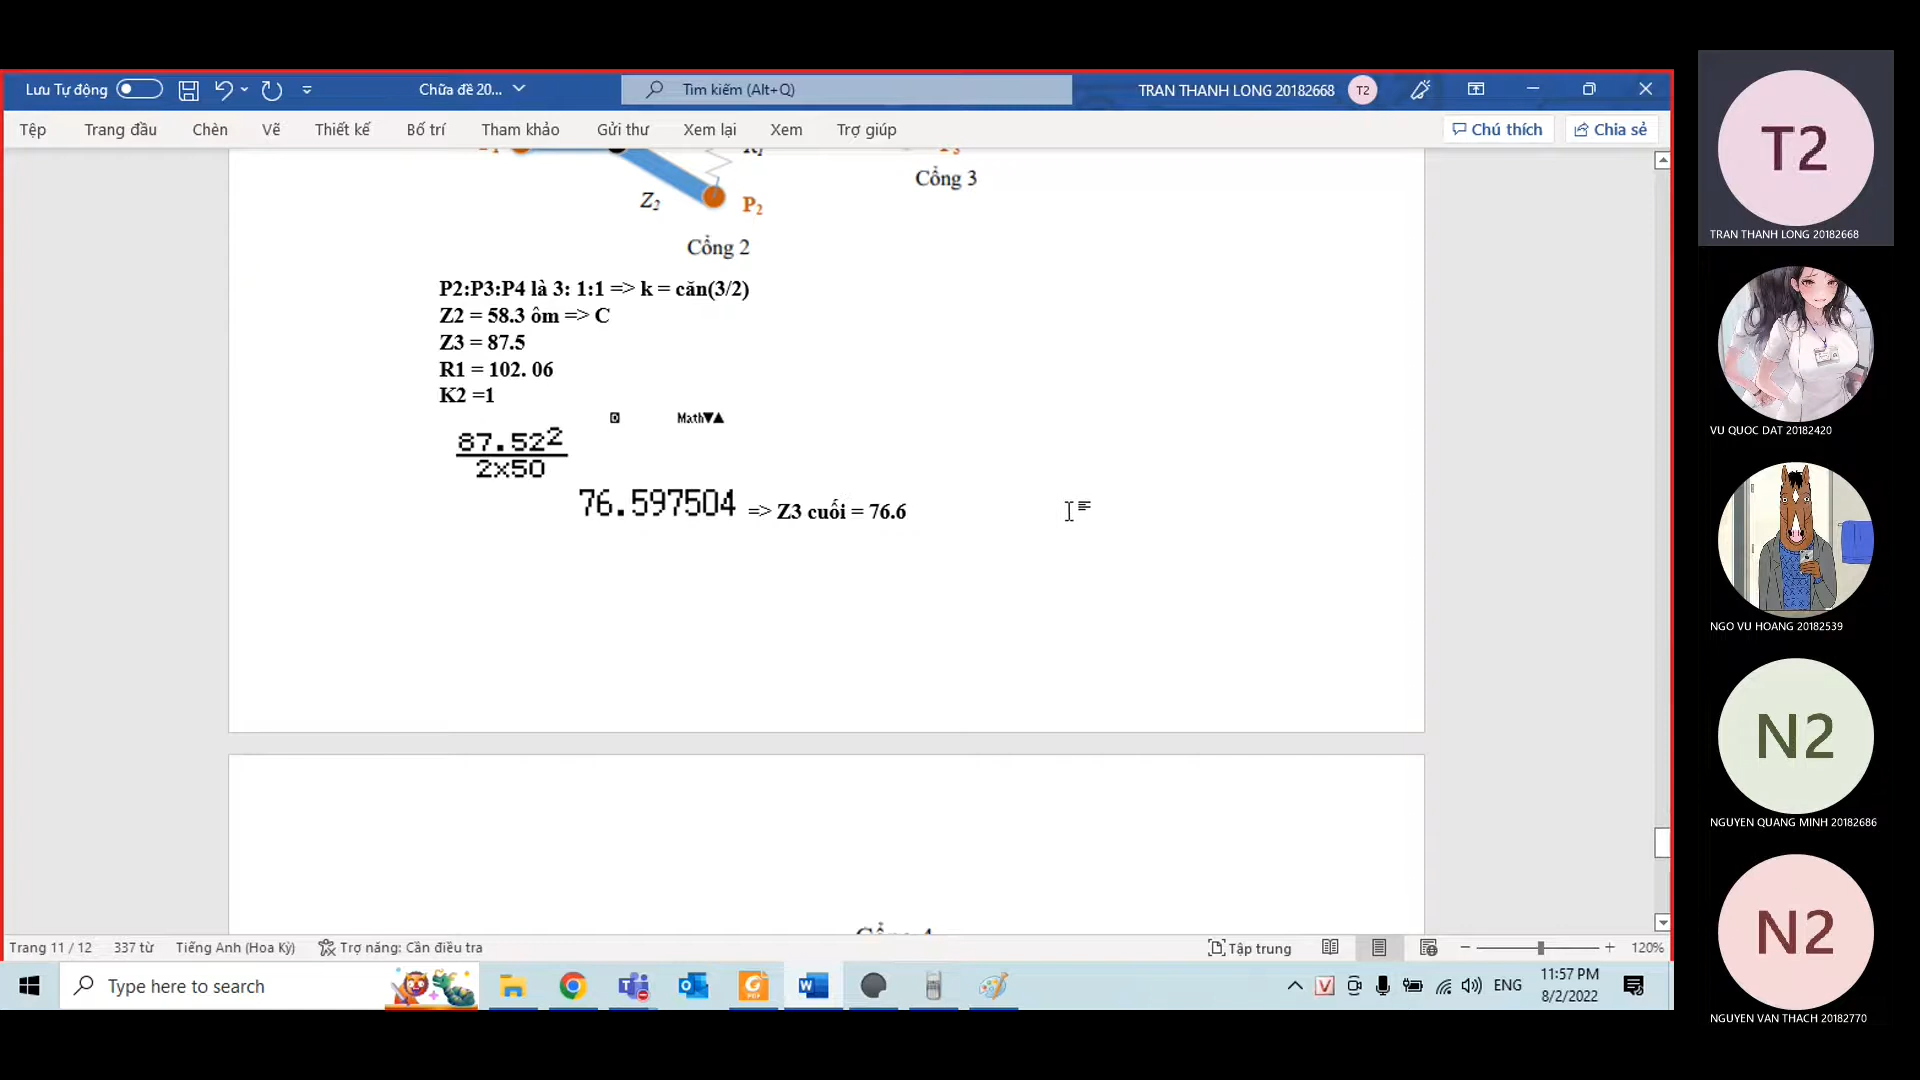 Lưu Tự động
Chữa đề 20...
Tìm kiếm (Alt+Q)
TRAN THANH LONG 20182668
T2
Tệp
Trang đầu
Chèn
Vẽ
Thiết kế
Bố trí
Tham khảo
Gửi thư
Xem lại
Xem
Trợ giúp
Chú thích
Chia sẻ
Cổng 3
Z2
P2
Cổng 2
P2:P3:P4 là 3: 1:1 => k = căn(3/2)
Z2 = 58.3 ôm => C
Z3 = 87.5
R1 = 102. 06
K2 =1
D Math▼▲
87.52²
2x50
76.597504 => Z3 cuối = 76.6
Trang 11 / 12
337 từ
Tiếng Anh (Hoa Kỳ)
Trợ năng: Cần điều tra
Tập trung
120%
Type here to search
ENG
11:57 PM
8/2/2022
T2
TRAN THANH LONG 20182668
VU QUOC DAT 20182420
NGO VU HOANG 20182539
N2
NGUYEN QUANG MINH 20182686
N2
NGUYEN VAN THACH 20182770